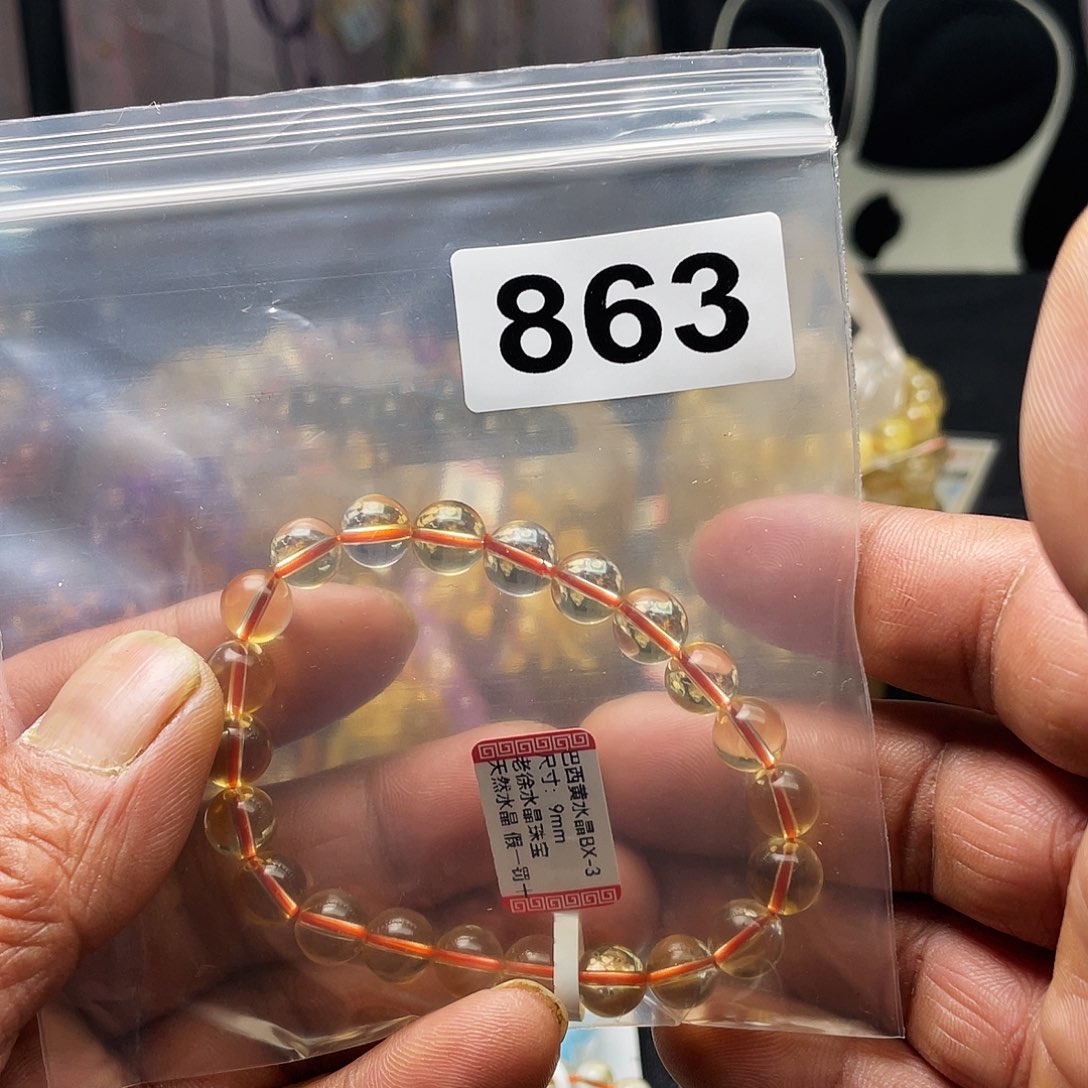 863
巴西黄水晶BX-3
尺寸: 9mm
老徐水晶珠宝
天然水晶 假一罚十